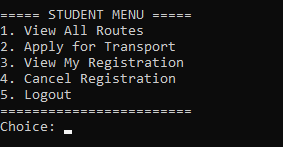 ===== STUDENT MENU =====
1. View All Routes
2. Apply for Transport
3. View My Registration
4. Cancel Registration
5. Logout
========================
Choice: